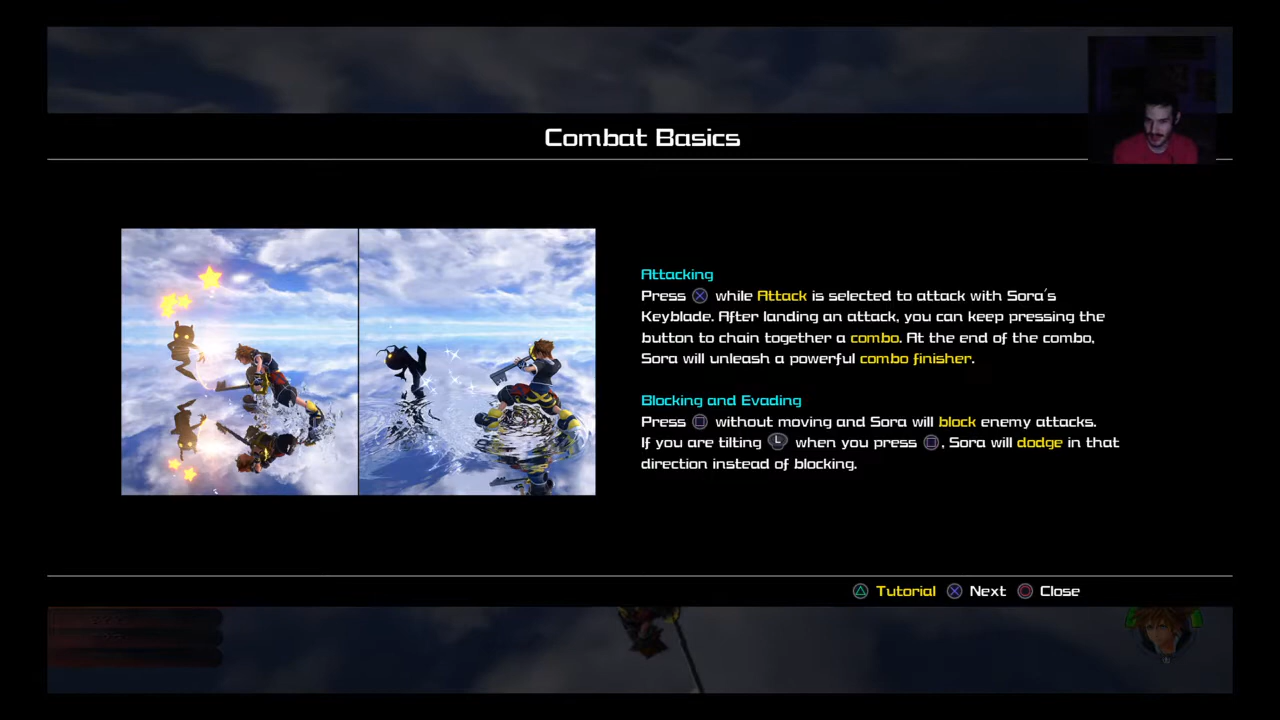 Combat Basics
Attacking
Press while Attack is selected to attack with Sora's
Keyblade. After landing an attack, you can keep pressing the
button to chain together a combo. At the end of the combo,
Sora will unleash a powerful combo finisher.
Blocking and Evading
Press without moving and Sora will block enemy attacks.
If you are tilting L when you press , Sora will dodge in that
direction instead of blocking.
Tutorial Next Close